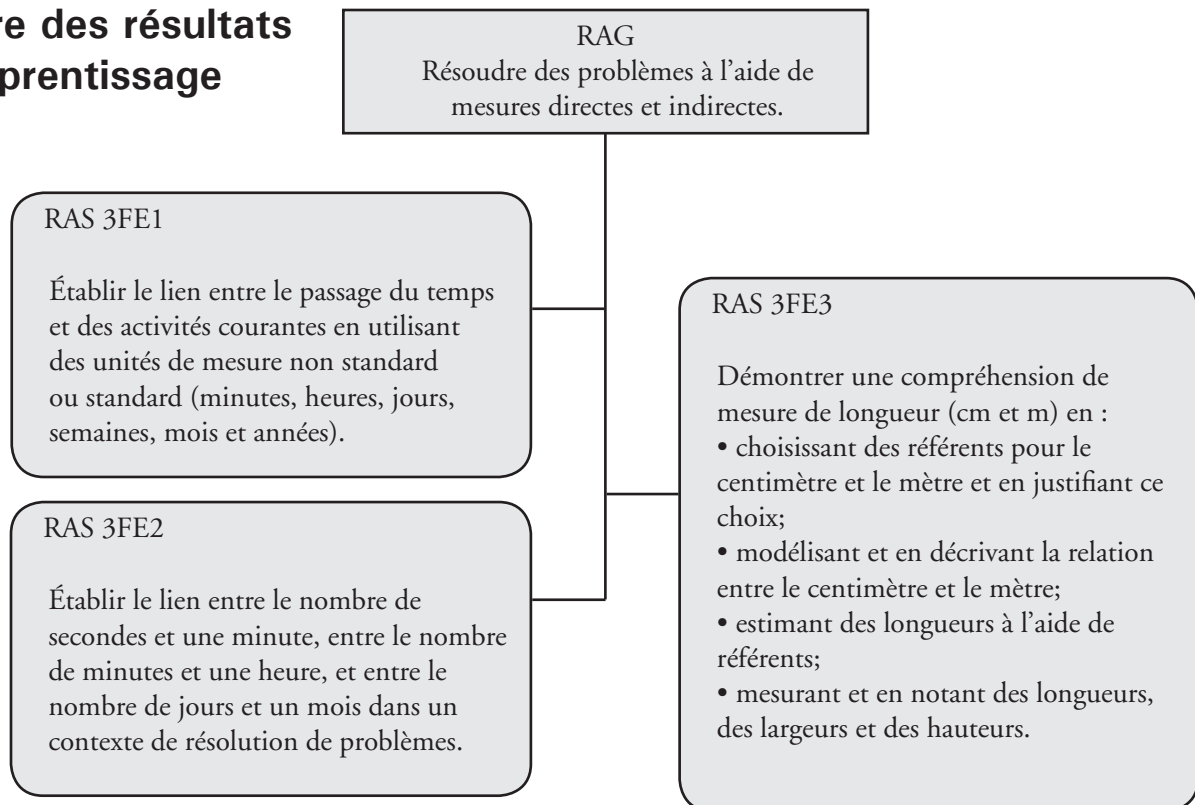 re des résultats
prentissage
RAG
Résoudre des problèmes à l’aide de
mesures directes et indirectes.
RAS 3FE1
Établir le lien entre le passage du temps
et des activités courantes en utilisant
des unités de mesure non standard
ou standard (minutes, heures, jours,
semaines, mois et années).
RAS 3FE2
Établir le lien entre le nombre de
secondes et une minute, entre le nombre
de minutes et une heure, et entre le
nombre de jours et un mois dans un
contexte de résolution de problèmes.
RAS 3FE3
Démontrer une compréhension de
mesure de longueur (cm et m) en :
• choisissant des référents pour le
centimètre et le mètre et en justifiant ce
choix;
• modélisant et en décrivant la relation
entre le centimètre et le mètre;
• estimant des longueurs à l’aide de
référents;
• mesurant et en notant des longueurs,
des largeurs et des hauteurs.